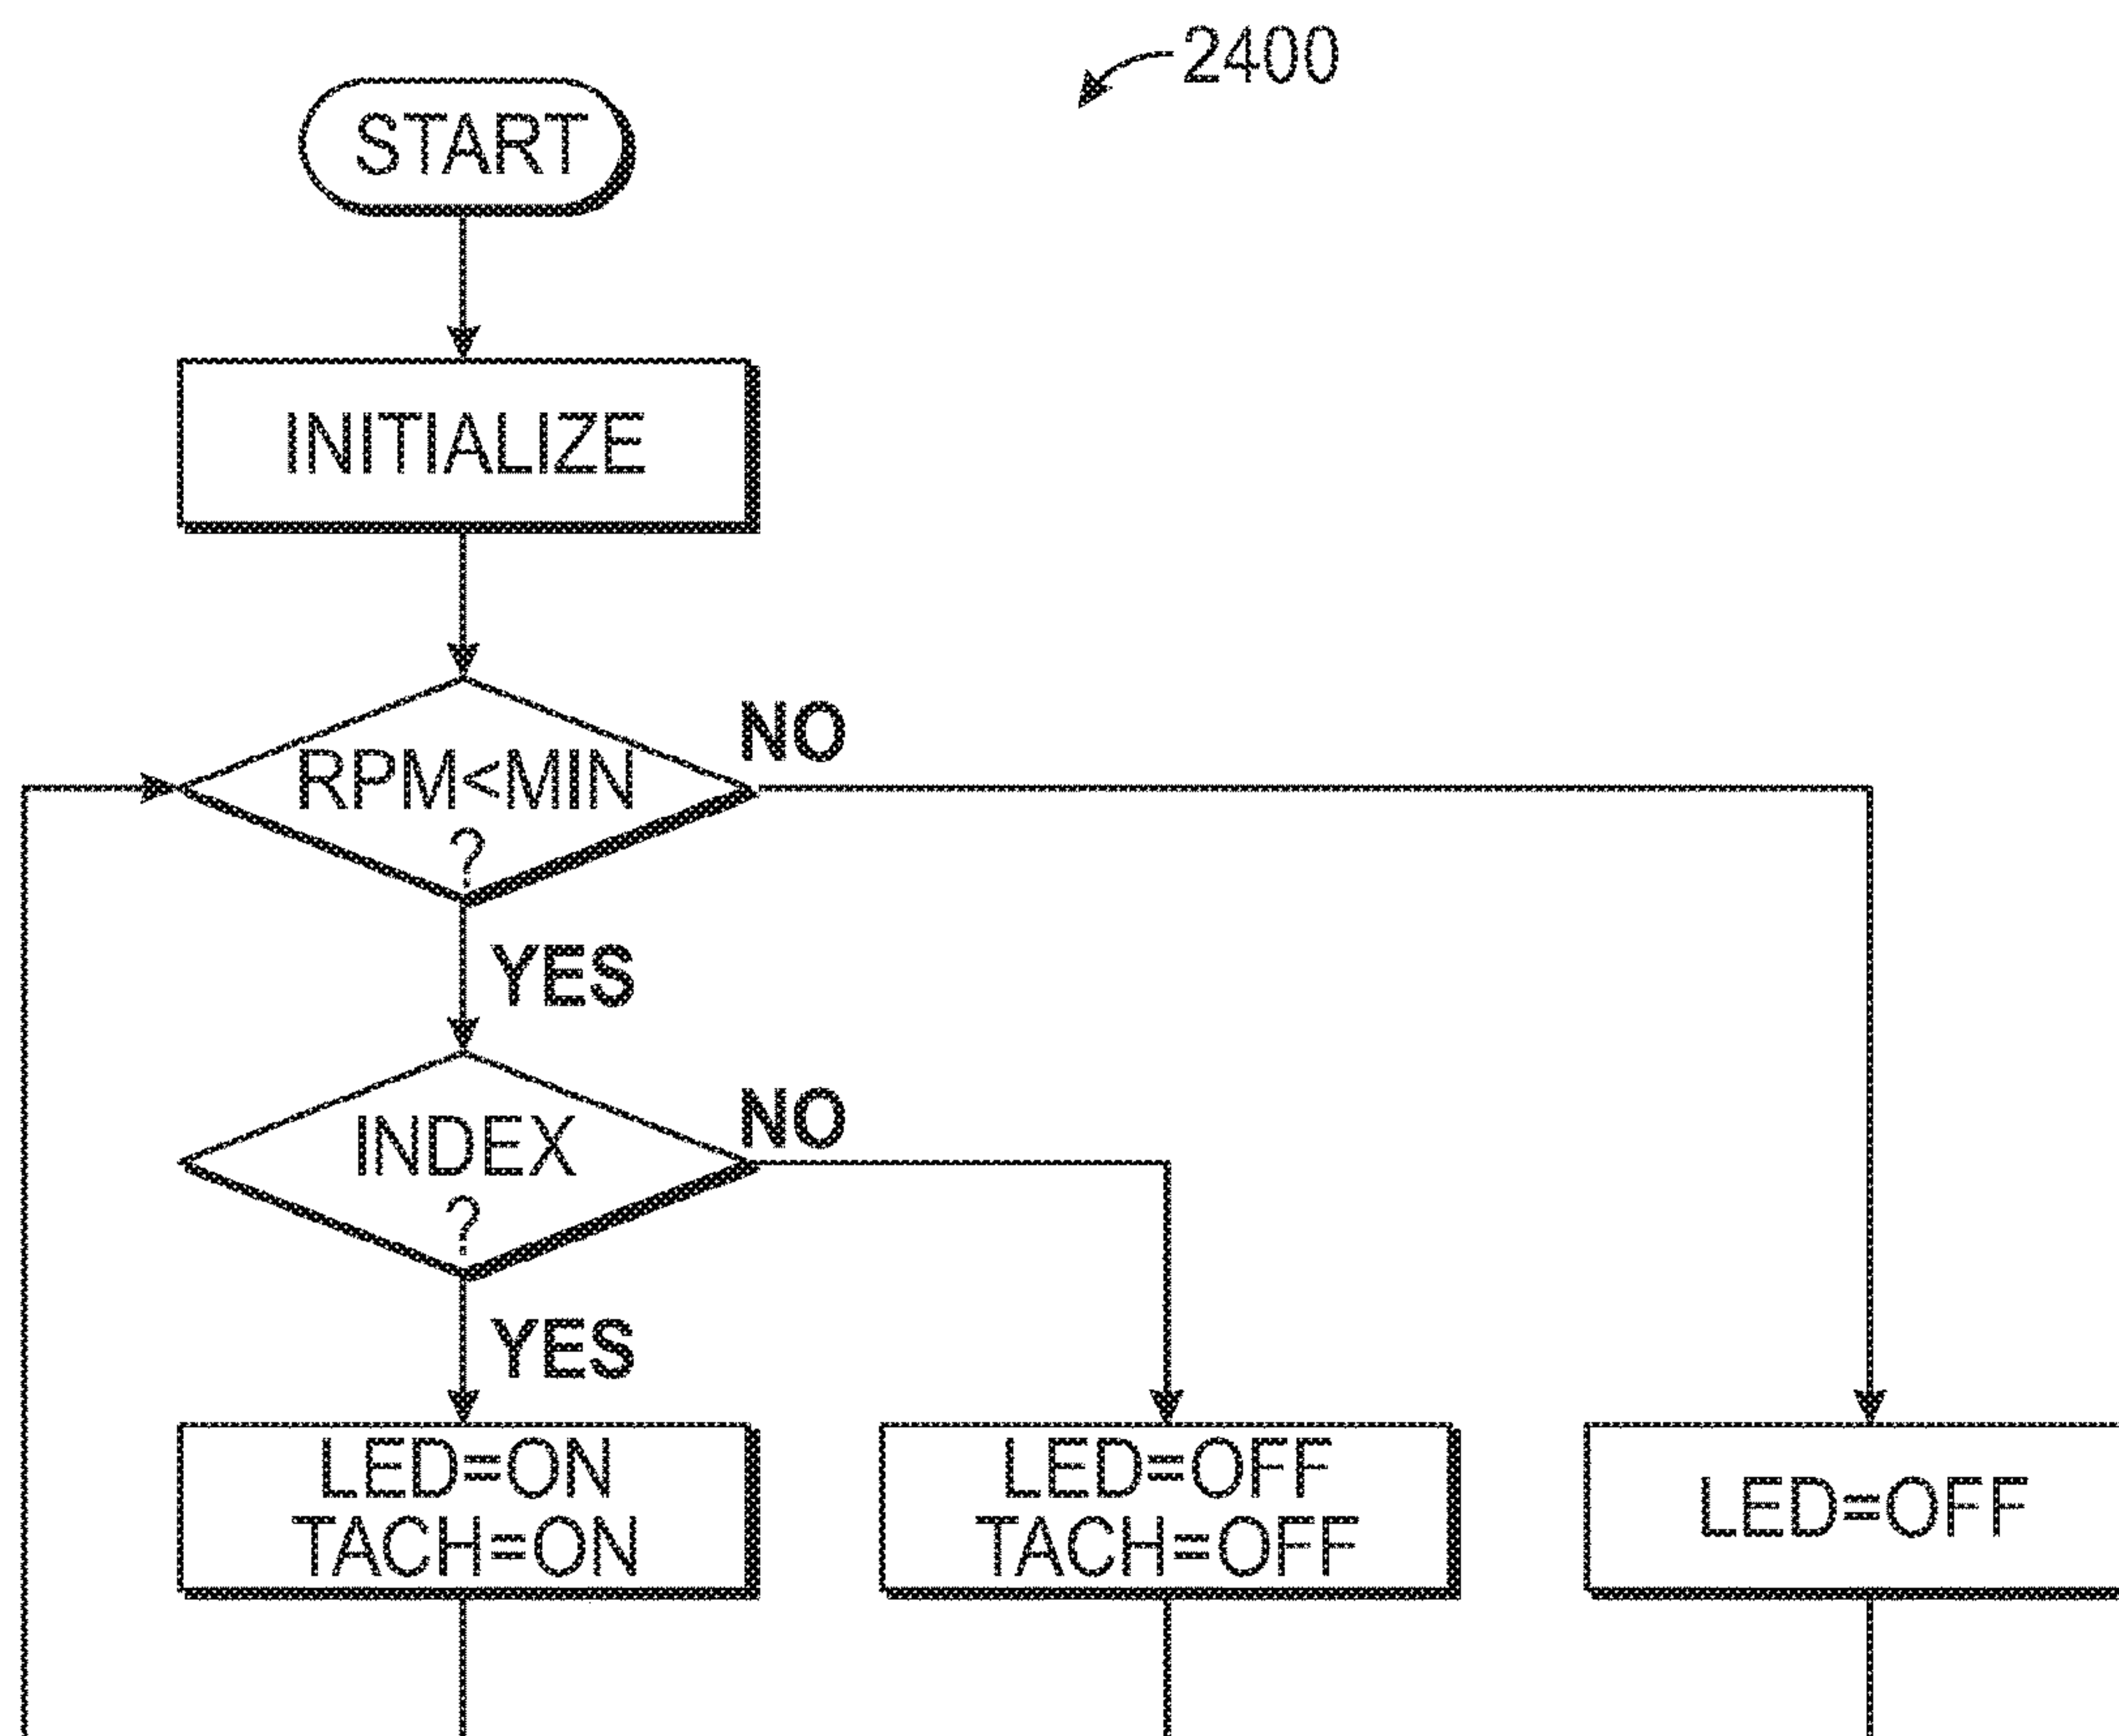 2400
START
INITIALIZE
RPM<MIN
?
NO
YES
INDEX
?
NO
YES
LED=ON
TACH=ON
LED=OFF
TACH=OFF
LED=OFF